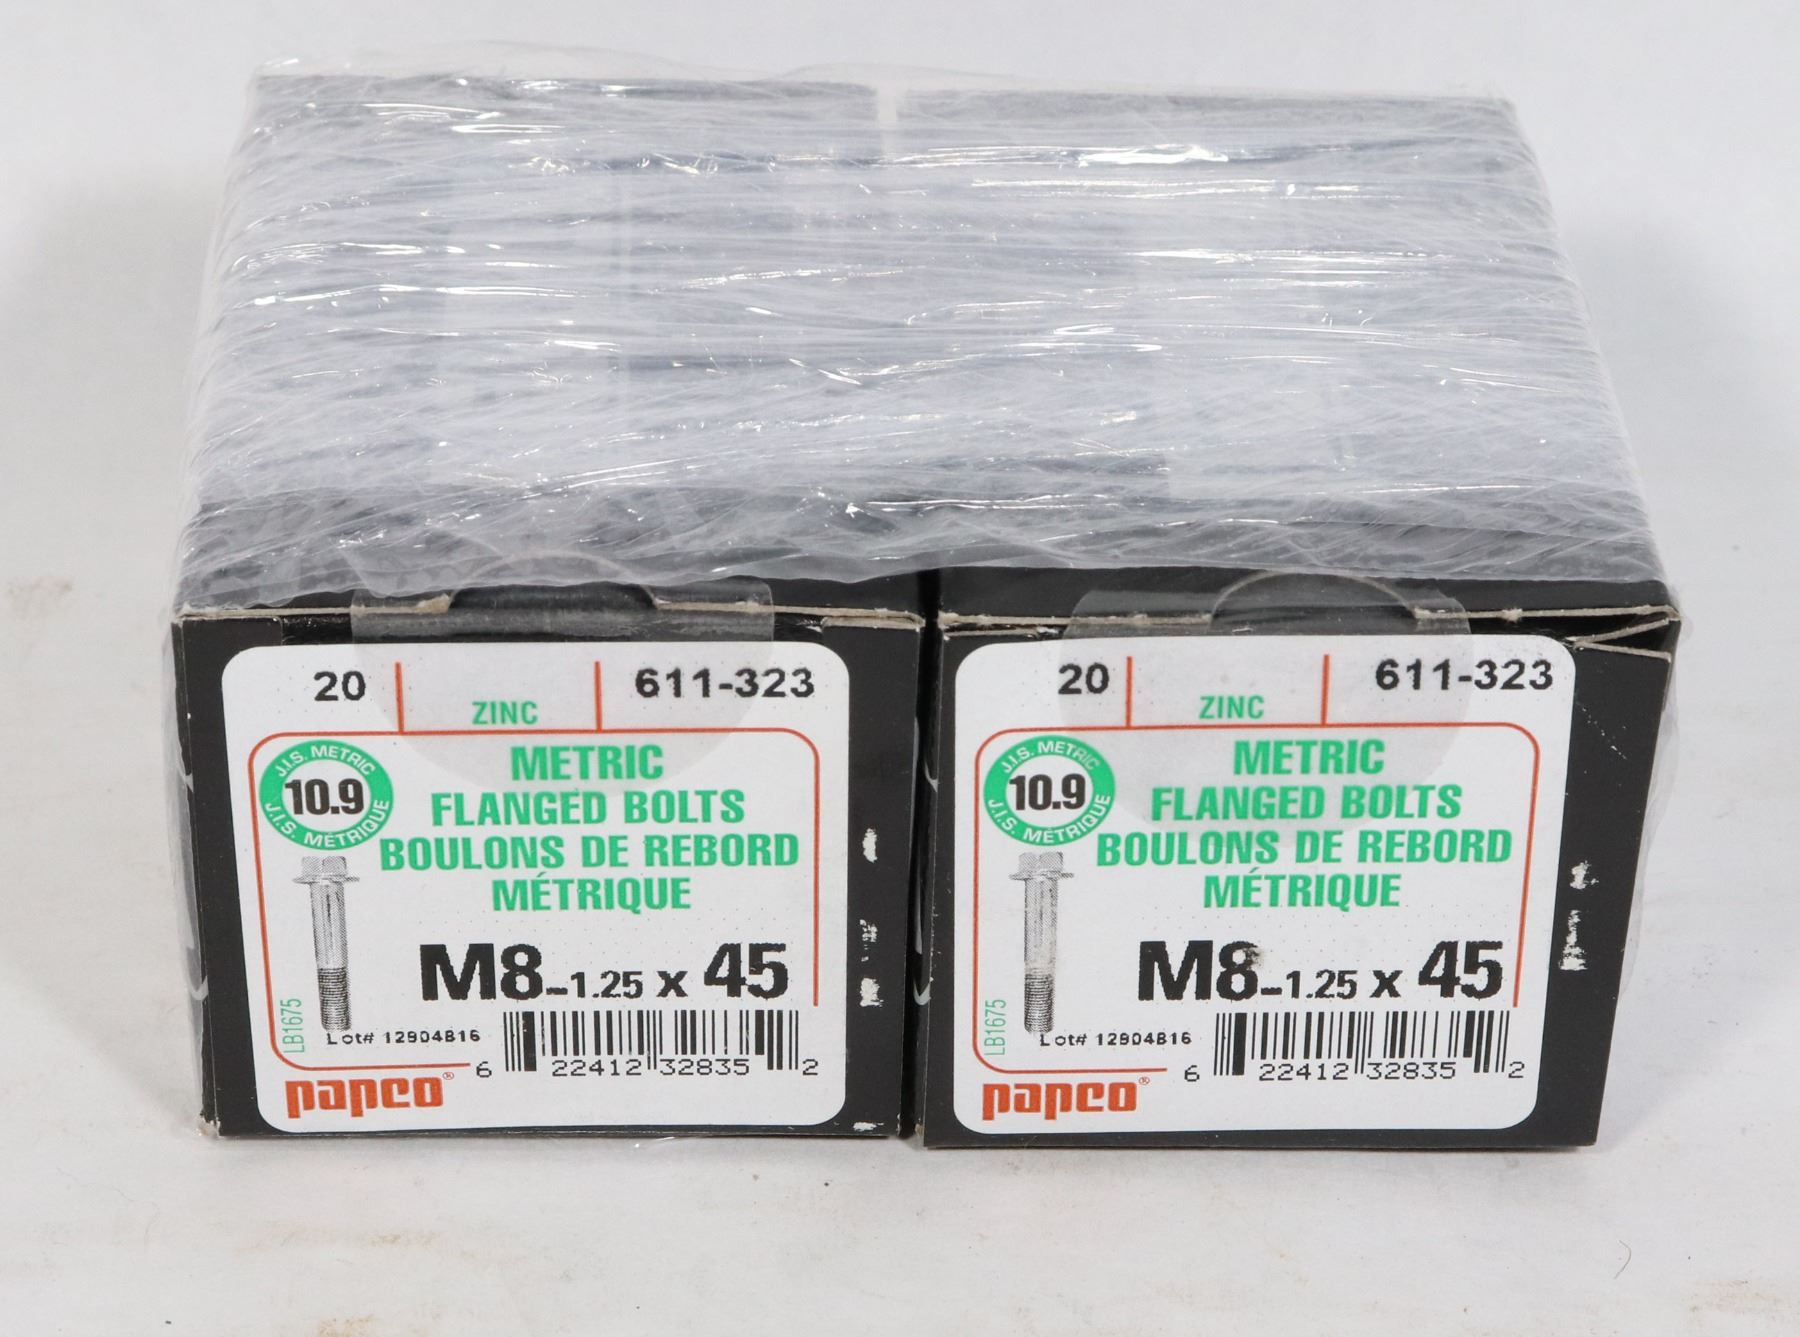 20 ZINC 611-323
J.I.S. METRIC
10.9
J.I.S. MÉTRIQUE
METRIC
FLANGED BOLTS
BOULONS DE REBORD
MÉTRIQUE
M8-1.25 x 45
LB1675
Lot# 12904B16
6 22412 32835 2
papco®
20 ZINC 611-323
J.I.S. METRIC
10.9
J.I.S. MÉTRIQUE
METRIC
FLANGED BOLTS
BOULONS DE REBORD
MÉTRIQUE
M8-1.25 x 45
LB1675
Lot# 12904B16
6 22412 32835 2
papco®